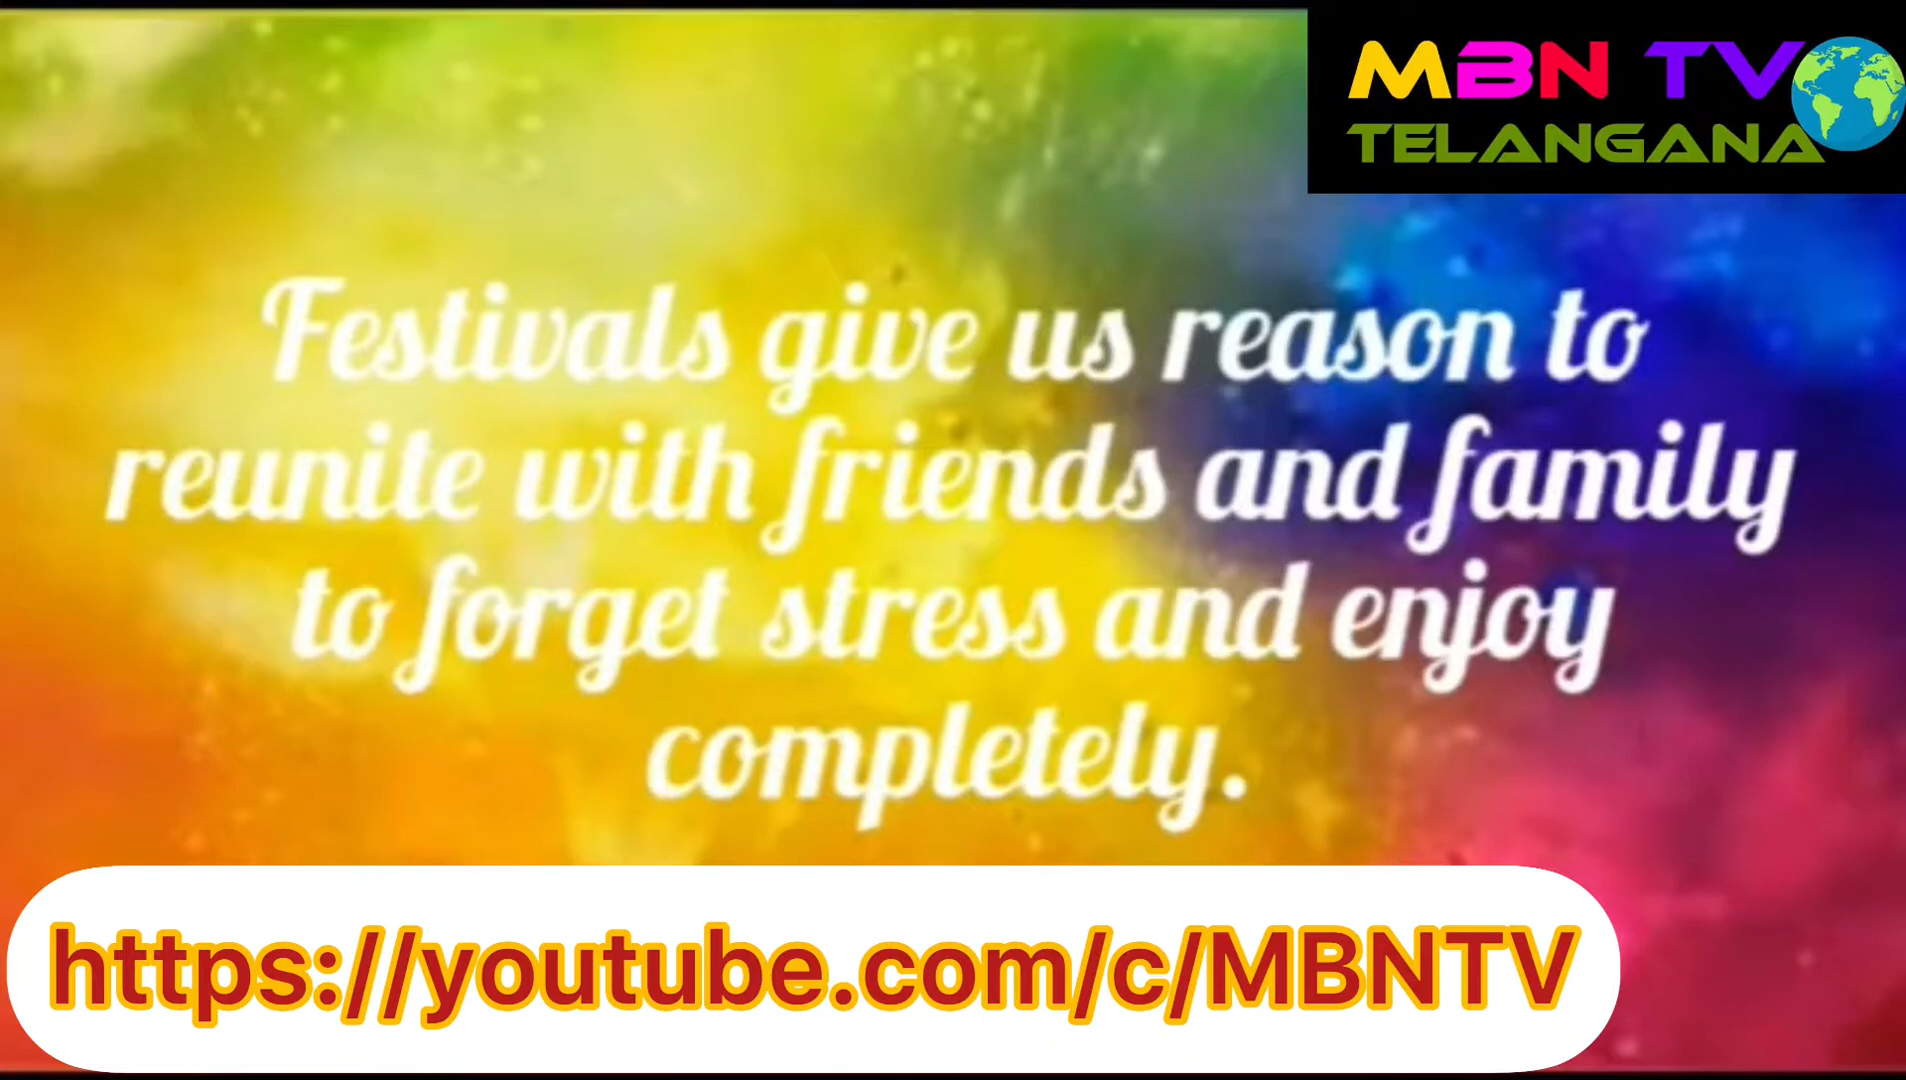 MBN TV
TELANGANA
Festivals give us reason to
reunite with friends and family
to forget stress and enjoy
completely.
https://youtube.com/c/MBNTV